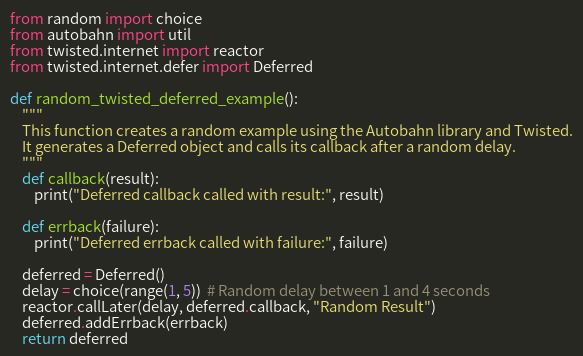 from random import choice
from autobahn import util
from twisted.internet import reactor
from twisted.internet.defer import Deferred

def random_twisted_deferred_example():
    """
    This function creates a random example using the Autobahn library and Twisted.
    It generates a Deferred object and calls its callback after a random delay.
    """
    def callback(result):
        print("Deferred callback called with result:", result)

    def errback(failure):
        print("Deferred errback called with failure:", failure)

    deferred = Deferred()
    delay = choice(range(1, 5))  # Random delay between 1 and 4 seconds
    reactor.callLater(delay, deferred.callback, "Random Result")
    deferred.addErrback(errback)
    return deferred